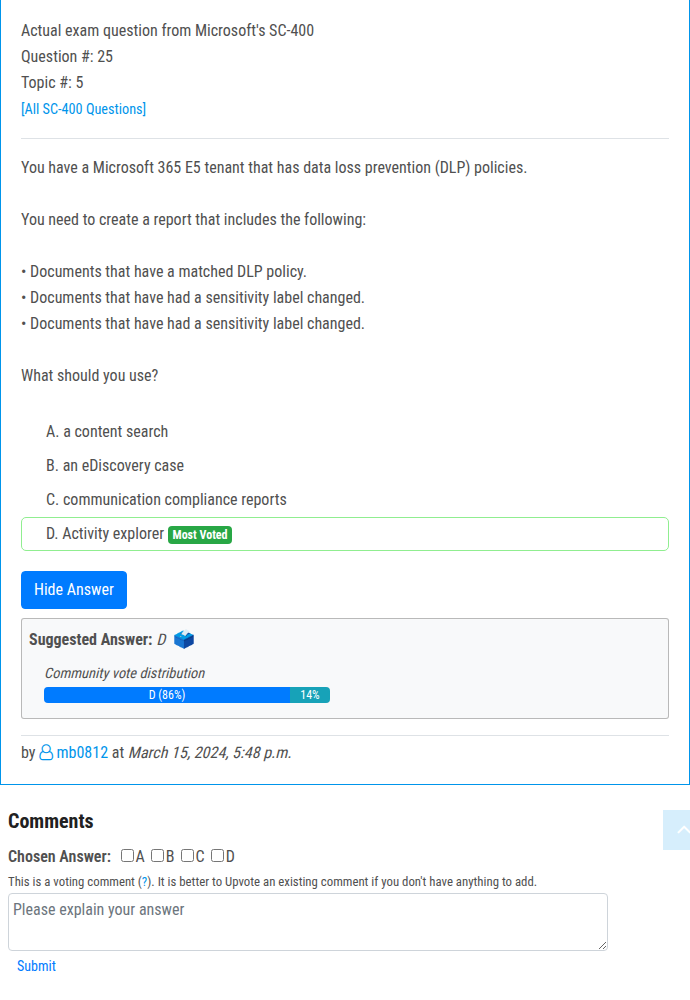 Actual exam question from Microsoft's SC-400
Question #: 25
Topic #: 5
[All SC-400 Questions]
You have a Microsoft 365 E5 tenant that has data loss prevention (DLP) policies.
You need to create a report that includes the following:
• Documents that have a matched DLP policy.
• Documents that have had a sensitivity label changed.
• Documents that have had a sensitivity label changed.
What should you use?
A. a content search
B. an eDiscovery case
C. communication compliance reports
D. Activity explorer Most Voted
Hide Answer
Suggested Answer: D
Community vote distribution
D (86%) 14%
by mb0812 at March 15, 2024, 5:48 p.m.
Comments
Chosen Answer: A B C D
This is a voting comment (?). It is better to Upvote an existing comment if you don't have anything to add.
Please explain your answer
Submit